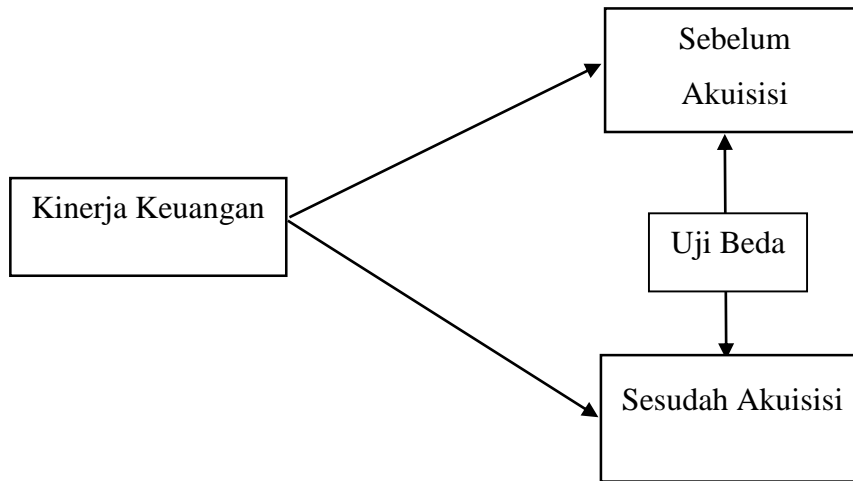 Sebelum
Akuisisi
Kinerja Keuangan
Uji Beda
Sesudah Akuisisi